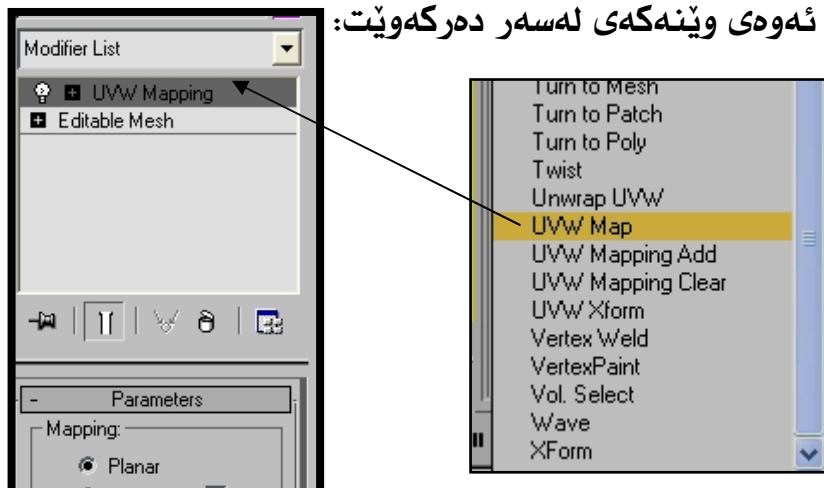 ئەوەی وێنەکەی لەسەر دەرکەوێت:
Modifier List
UVW Mapping
Editable Mesh
- Parameters
Mapping:
Planar
Turn to Mesh
Turn to Patch
Turn to Poly
Twist
Unwrap UVW
UVW Map
UVW Mapping Add
UVW Mapping Clear
UVW Xform
Vertex Weld
VertexPaint
Vol. Select
Wave
XForm